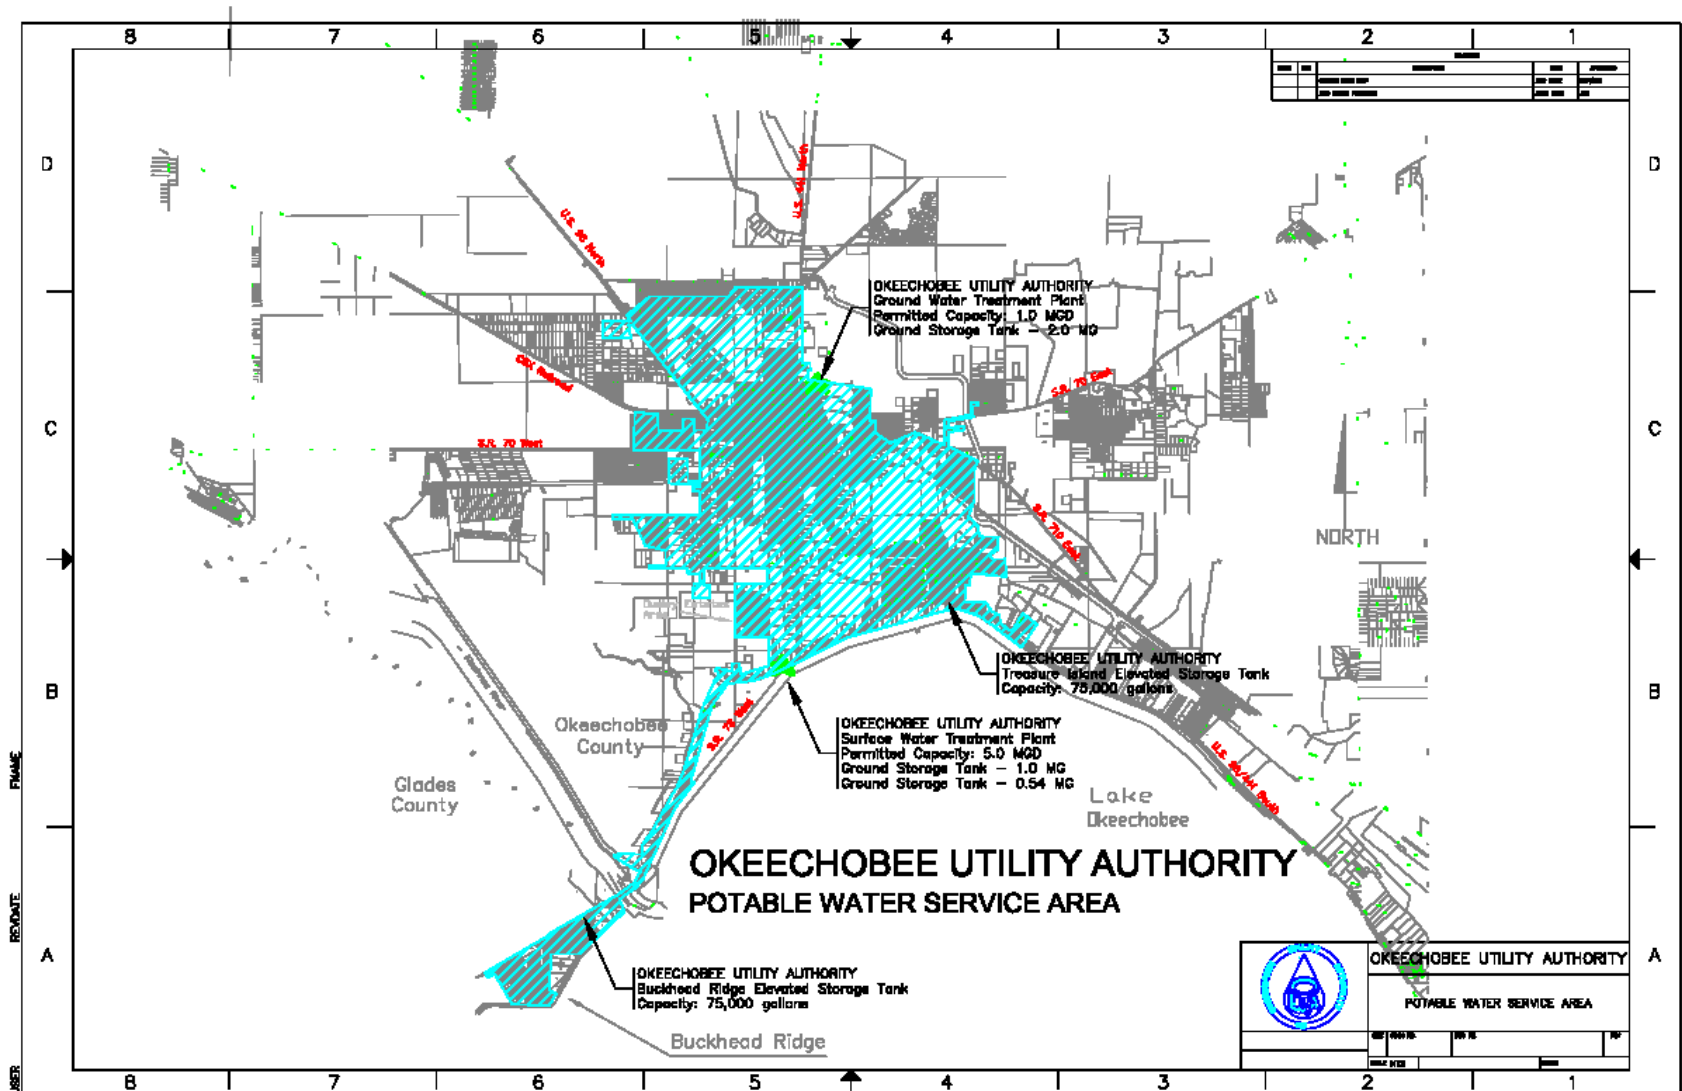 8 7 6 5 4 3 2 1
D D
U.S. 98 North
OKEECHOBEE UTILITY AUTHORITY
Ground Water Treatment Plant
Permitted Capacity: 1.0 MGD
Ground Storage Tank - 2.0 MG
CSX Railroad
S.R. 70 East
C C
S.R. 70 West
S.R. 710 East
NORTH
OKEECHOBEE UTILITY AUTHORITY
Treasure Island Elevated Storage Tank
Capacity: 75,000 gallons
B B
S.R. 78 West
Okeechobee
County
OKEECHOBEE UTILITY AUTHORITY
Surface Water Treatment Plant
Permitted Capacity: 5.0 MGD
Ground Storage Tank - 1.0 MG
Ground Storage Tank - 0.54 MG
U.S. 98/441 South
Glades
County
Lake
Okeechobee
FNAME
OKEECHOBEE UTILITY AUTHORITY
POTABLE WATER SERVICE AREA
REVDATE
A A
OKEECHOBEE UTILITY AUTHORITY
Buckhead Ridge Elevated Storage Tank
Capacity: 75,000 gallons
OKEECHOBEE UTILITY AUTHORITY
POTABLE WATER SERVICE AREA
Buckhead Ridge
8 7 6 5 4 3 2 1